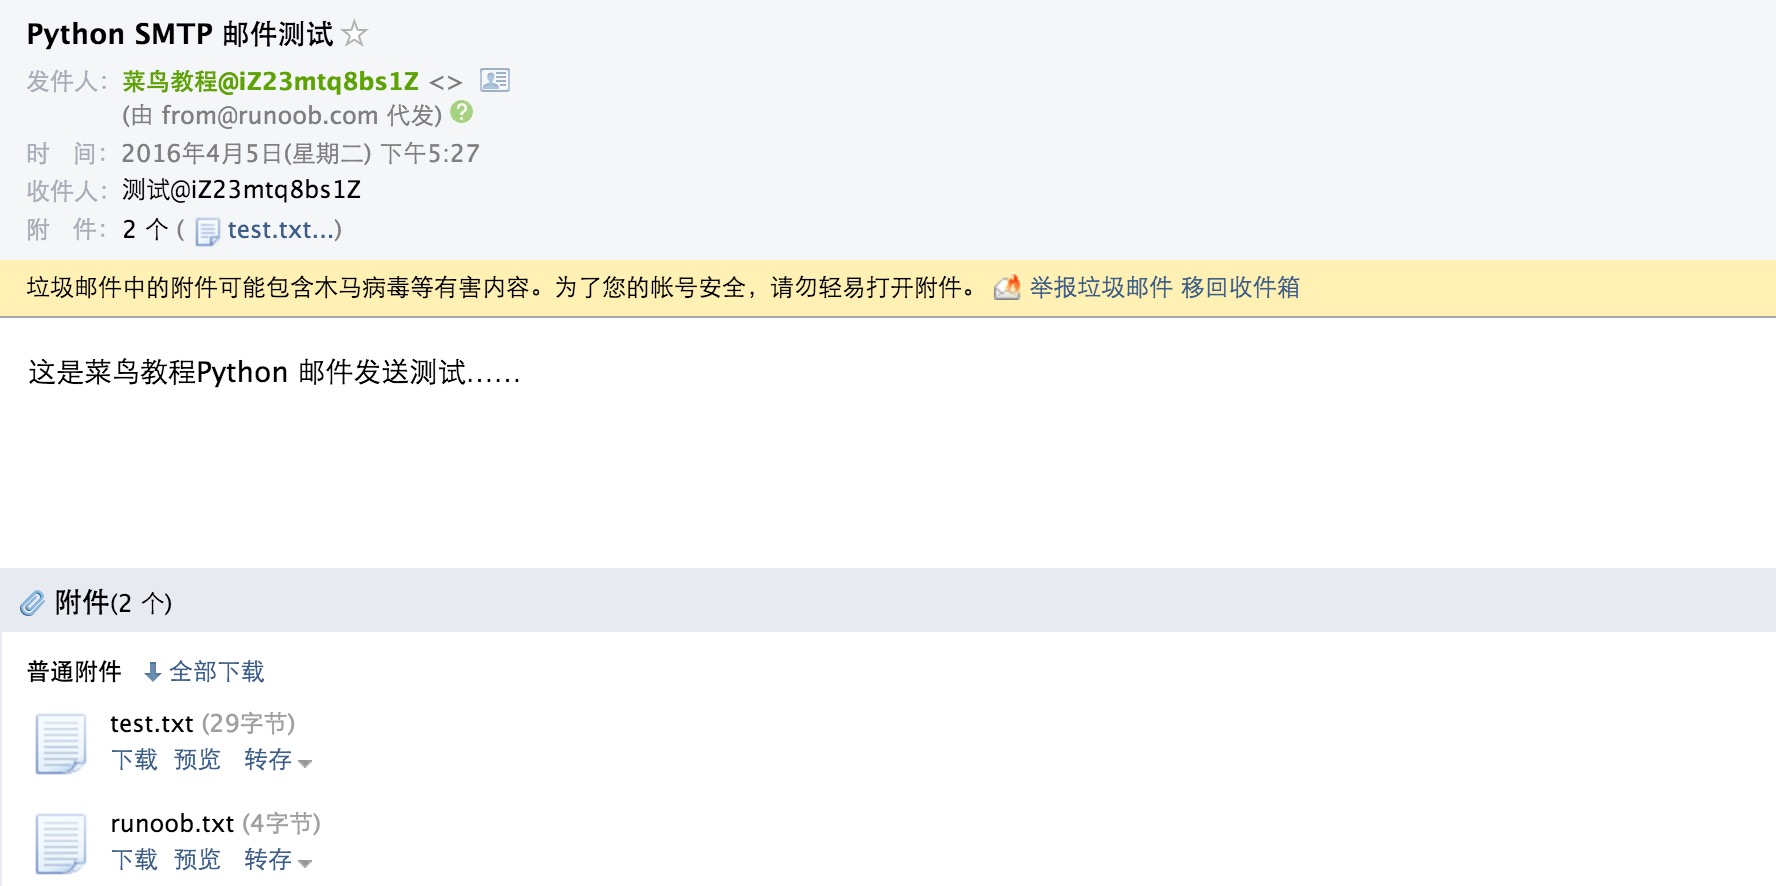 Python SMTP 邮件测试
发件人: 菜鸟教程@iZ23mtq8bs1Z <>
(由 from@runoob.com 代发) ?
时 间: 2016年4月5日(星期二) 下午5:27
收件人: 测试@iZ23mtq8bs1Z
附 件: 2 个 ( test.txt...)
垃圾邮件中的附件可能包含木马病毒等有害内容。为了您的帐号安全，请勿轻易打开附件。 举报垃圾邮件 移回收件箱
这是菜鸟教程Python 邮件发送测试……
附件(2 个)
普通附件 全部下载
test.txt (29字节)
下载 预览 转存
runoob.txt (4字节)
下载 预览 转存